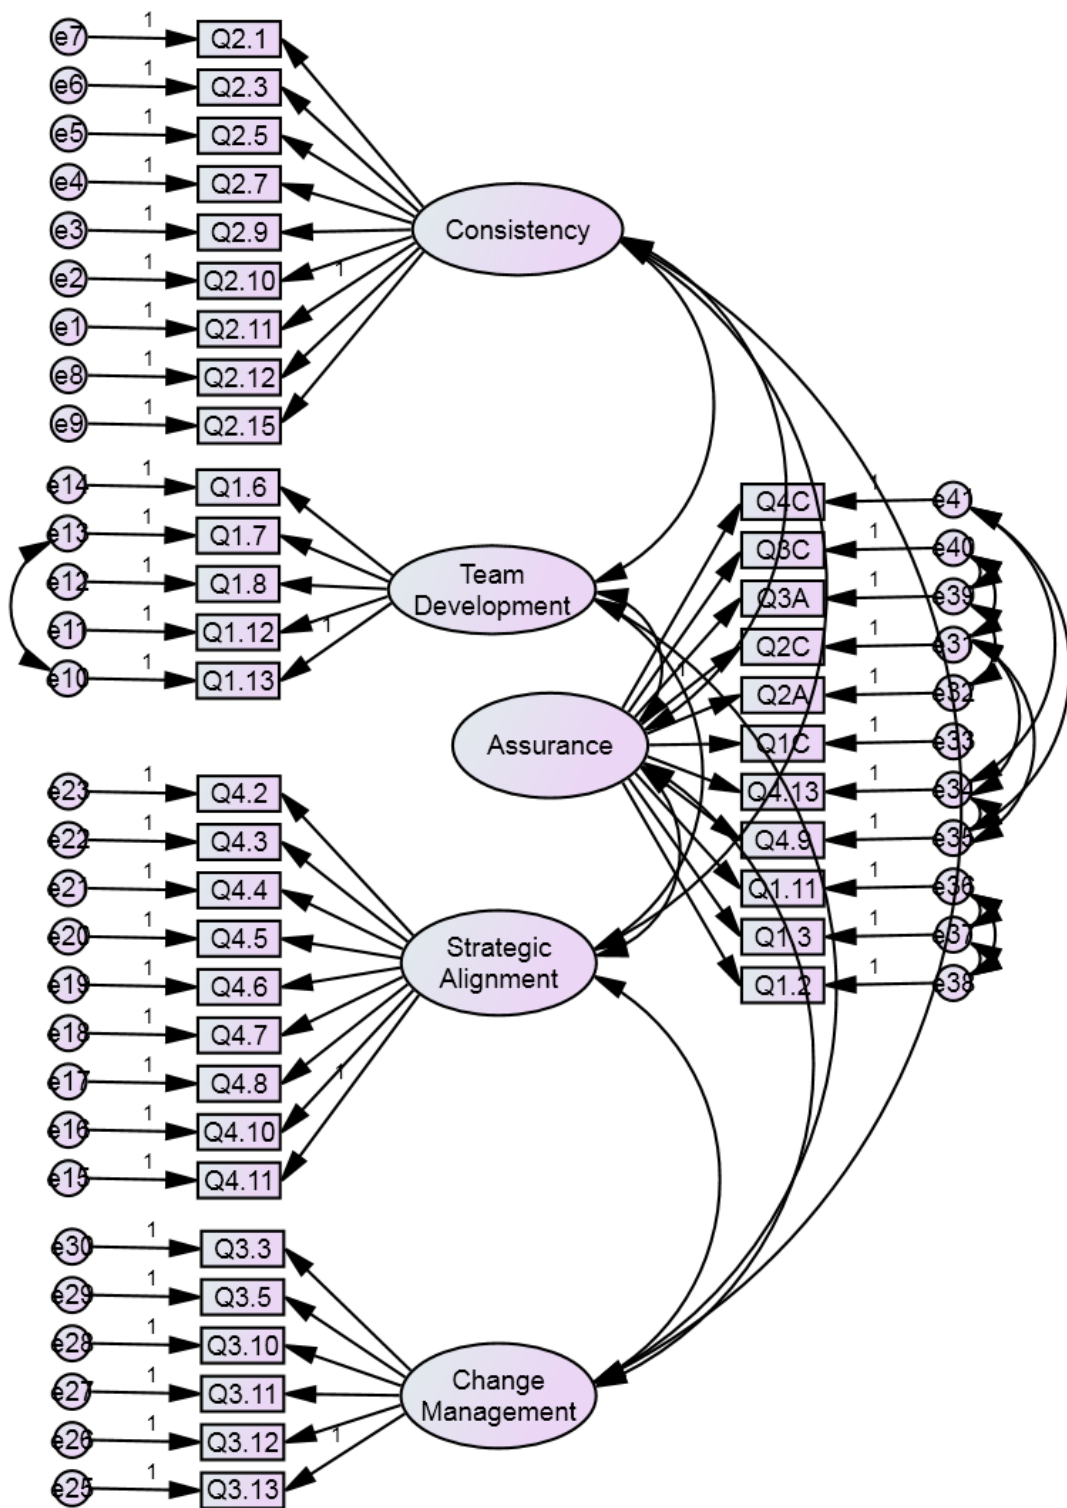 e7 1 Q2.1
e6 1 Q2.3
e5 1 Q2.5
e4 1 Q2.7
e3 1 Q2.9
e2 1 Q2.10
e1 1 Q2.11
e8 1 Q2.12
e9 1 Q2.15
1
Consistency
e14 1 Q1.6
e13 1 Q1.7
e12 1 Q1.8
e11 1 Q1.12
e10 1 Q1.13
1
Team
Development
Assurance
1
Q4C 1 e41
Q3C 1 e40
Q3A 1 e39
Q2C 1 e31
Q2A 1 e32
Q1C 1 e33
Q4.13 1 e34
Q4.9 1 e35
Q1.11 1 e36
Q1.3 1 e37
Q1.2 1 e38
e23 1 Q4.2
e22 1 Q4.3
e21 1 Q4.4
e20 1 Q4.5
e19 1 Q4.6
e18 1 Q4.7
e17 1 Q4.8
e16 1 Q4.10
e15 1 Q4.11
1
Strategic
Alignment
e30 1 Q3.3
e29 1 Q3.5
e28 1 Q3.10
e27 1 Q3.11
e26 1 Q3.12
e25 1 Q3.13
1
Change
Management